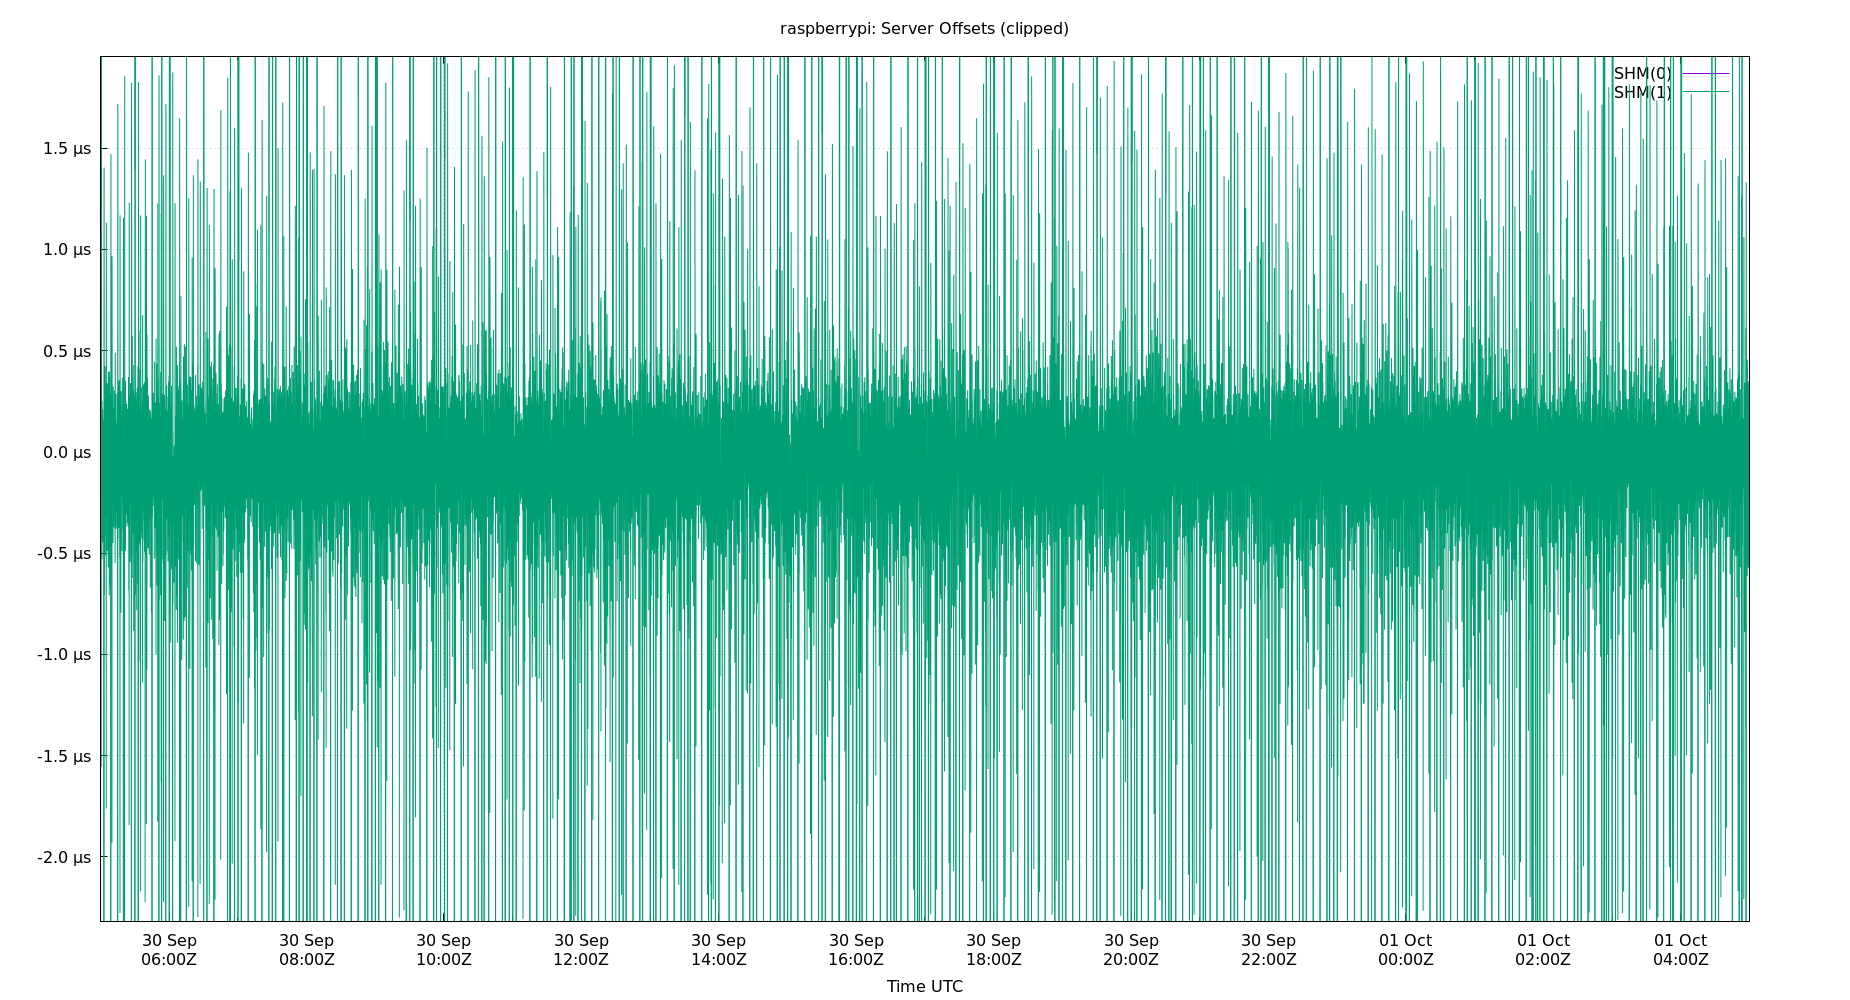 raspberrypi: Server Offsets (clipped)
SHM(0)
SHM(1)
1.5 µs
1.0 µs
0.5 µs
0.0 µs
-0.5 µs
-1.0 µs
-1.5 µs
-2.0 µs
30 Sep 30 Sep 30 Sep 30 Sep 30 Sep 30 Sep 30 Sep 30 Sep 30 Sep 01 Oct 01 Oct 01 Oct
06:00Z 08:00Z 10:00Z 12:00Z 14:00Z 16:00Z 18:00Z 20:00Z 22:00Z 00:00Z 02:00Z 04:00Z
Time UTC